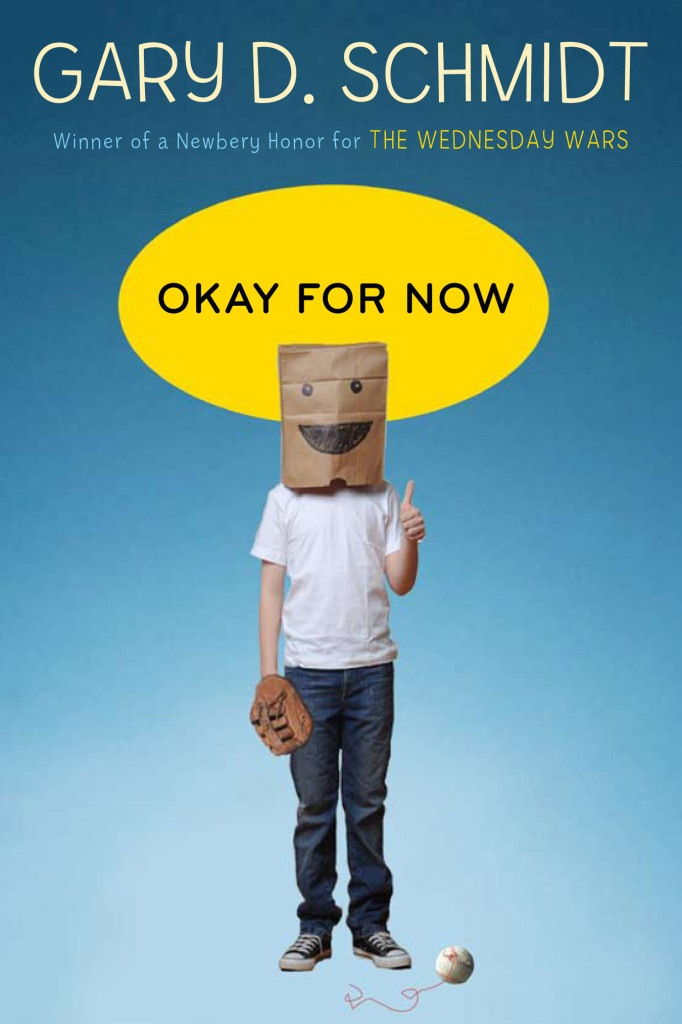 GARY D. SCHMIDT
Winner of a Newbery Honor for THE WEDNESDAY WARS
OKAY FOR NOW